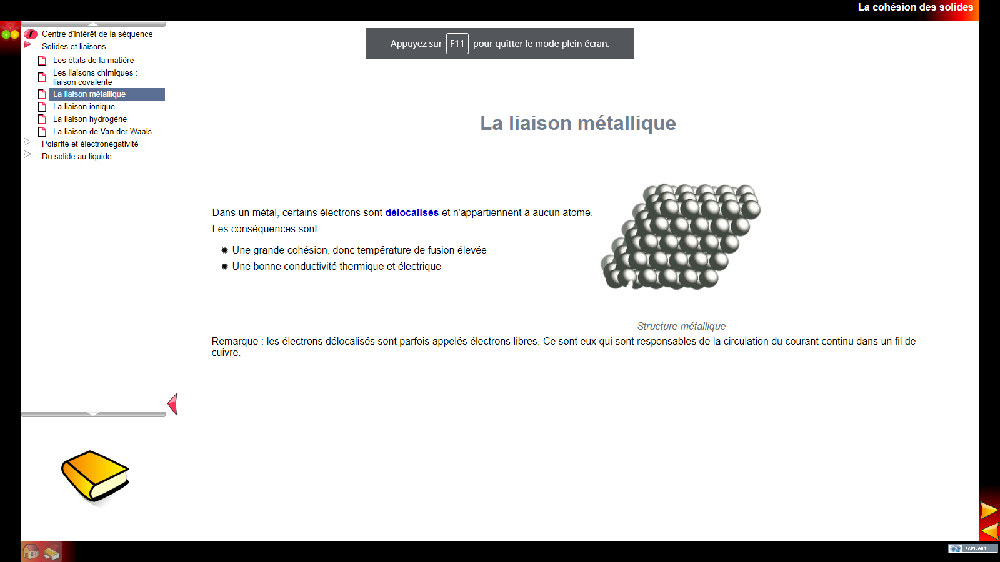 La cohésion des solides
Appuyez sur F11 pour quitter le mode plein écran.
Centre d'intérêt de la séquence
Solides et liaisons
Les états de la matière
Les liaisons chimiques :
liaison covalente
La liaison métallique
La liaison ionique
La liaison hydrogène
La liaison de Van der Waals
Polarité et électronégativité
Du solide au liquide
La liaison métallique
Dans un métal, certains électrons sont délocalisés et n'appartiennent à aucun atome.
Les conséquences sont :
Une grande cohésion, donc température de fusion élevée
Une bonne conductivité thermique et électrique
Structure métallique
Remarque : les électrons délocalisés sont parfois appelés électrons libres. Ce sont eux qui sont responsables de la circulation du courant continu dans un fil de
cuivre.
SCENARI